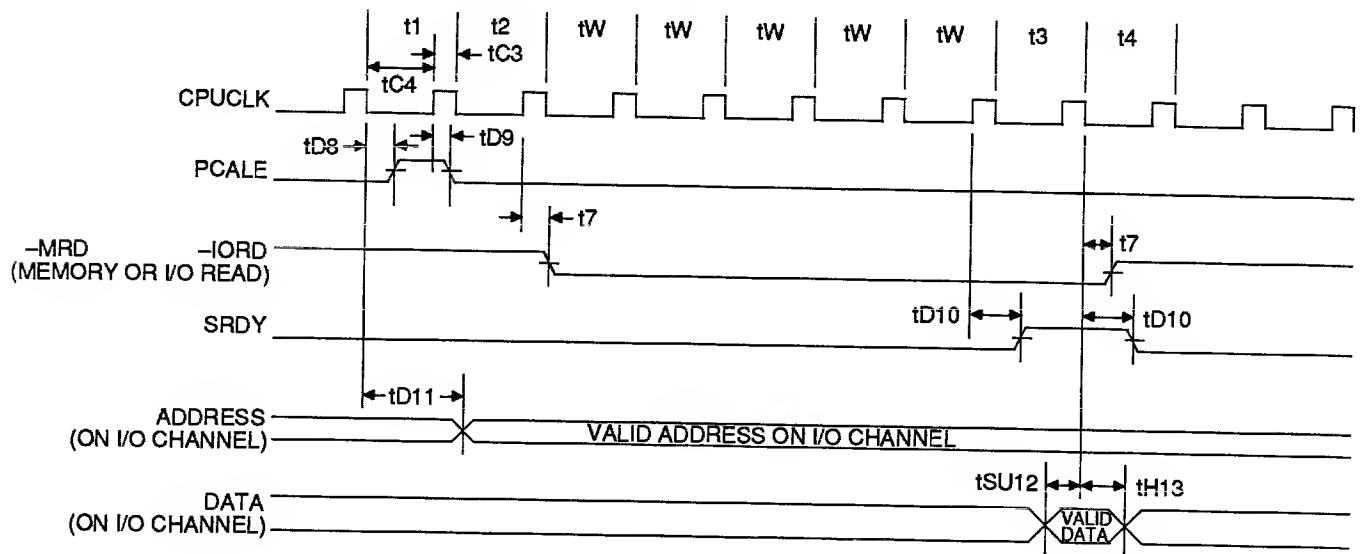 t1 t2 tW tW tW tW tW t3 t4
tC3
tC4
CPUCLK
tD8 tD9
PCALE
t7
–MRD –IORD
(MEMORY OR I/O READ)
t7
SRDY
tD10 tD10
tD11
ADDRESS
(ON I/O CHANNEL)
VALID ADDRESS ON I/O CHANNEL
tSU12 tH13
DATA
(ON I/O CHANNEL)
VALID
DATA